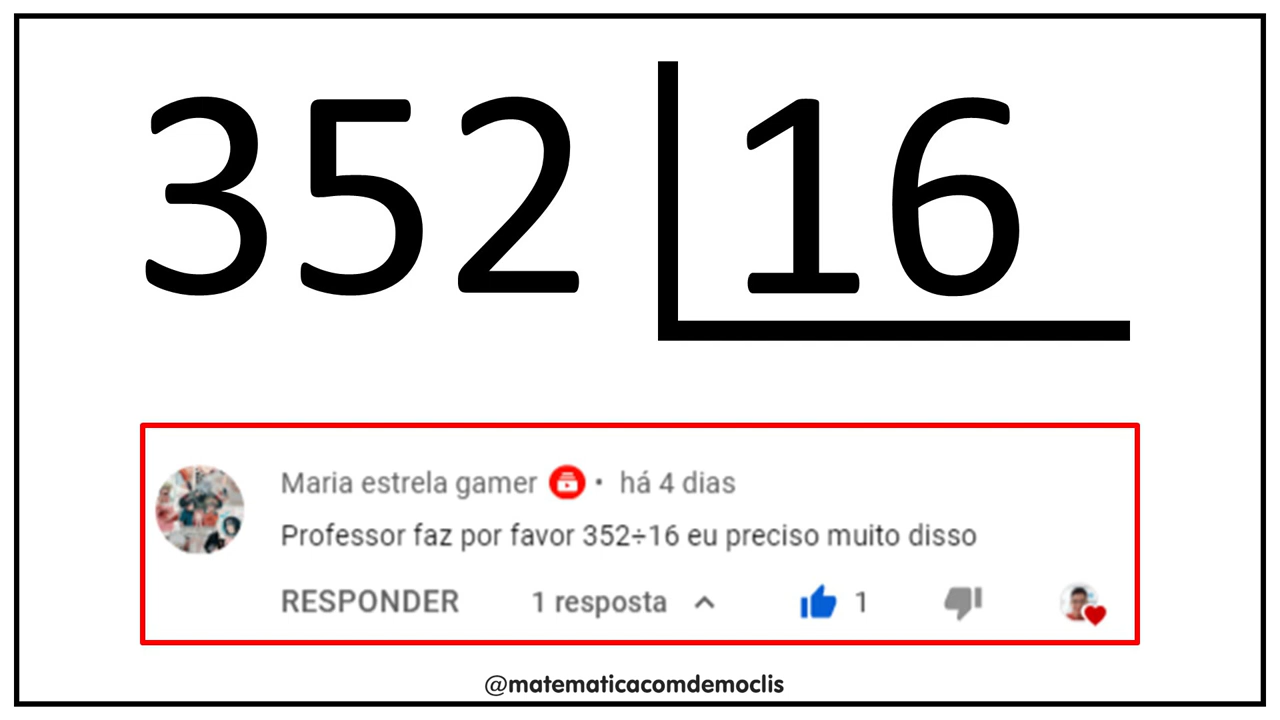 352 16
Maria estrela gamer • há 4 dias
Professor faz por favor 352÷16 eu preciso muito disso
RESPONDER 1 resposta 1
@matematicacomdemoclis